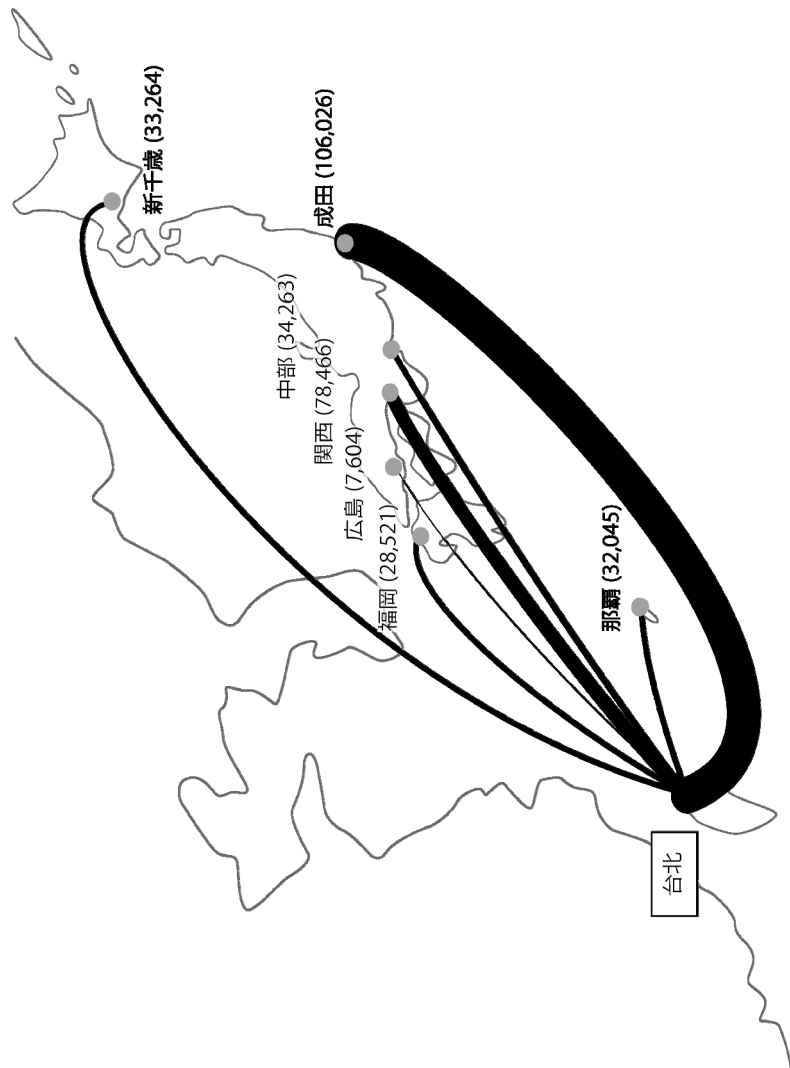 新千歳 (33,264)
成田 (106,026)
中部 (34,263)
関西 (78,466)
広島 (7,604)
福岡 (28,521)
那覇 (32,045)
台北